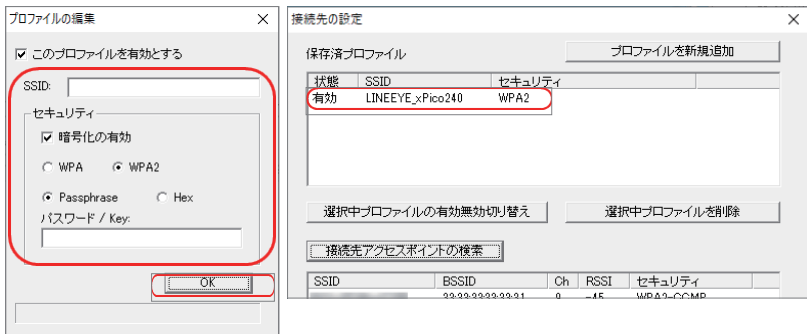 プロファイルの編集
このプロファイルを有効とする
SSID:
セキュリティ
暗号化の有効
WPA WPA2
Passphrase Hex
パスワード / Key:
OK
接続先の設定
保存済プロファイル
プロファイルを新規追加
状態 SSID セキュリティ
有効 LINEEYE_xPico240 WPA2
選択中プロファイルの有効無効切り替え
選択中プロファイルを削除
接続先アクセスポイントの検索
SSID BSSID Ch RSSI セキュリティ
-45 WPA2-CCMP